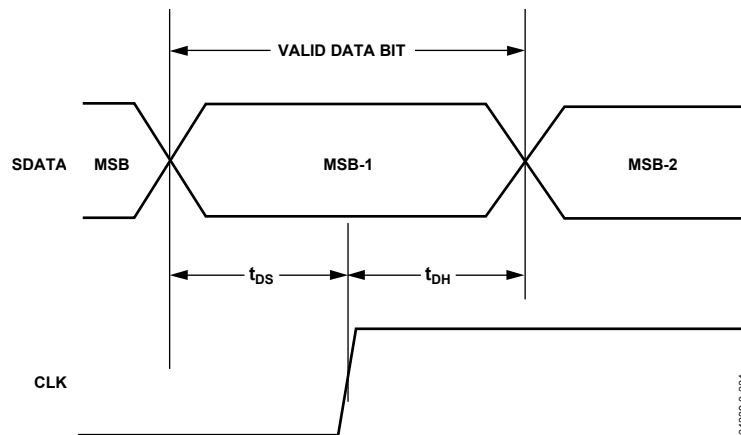 VALID DATA BIT
SDATA
MSB
MSB-1
MSB-2
tDS
tDH
CLK